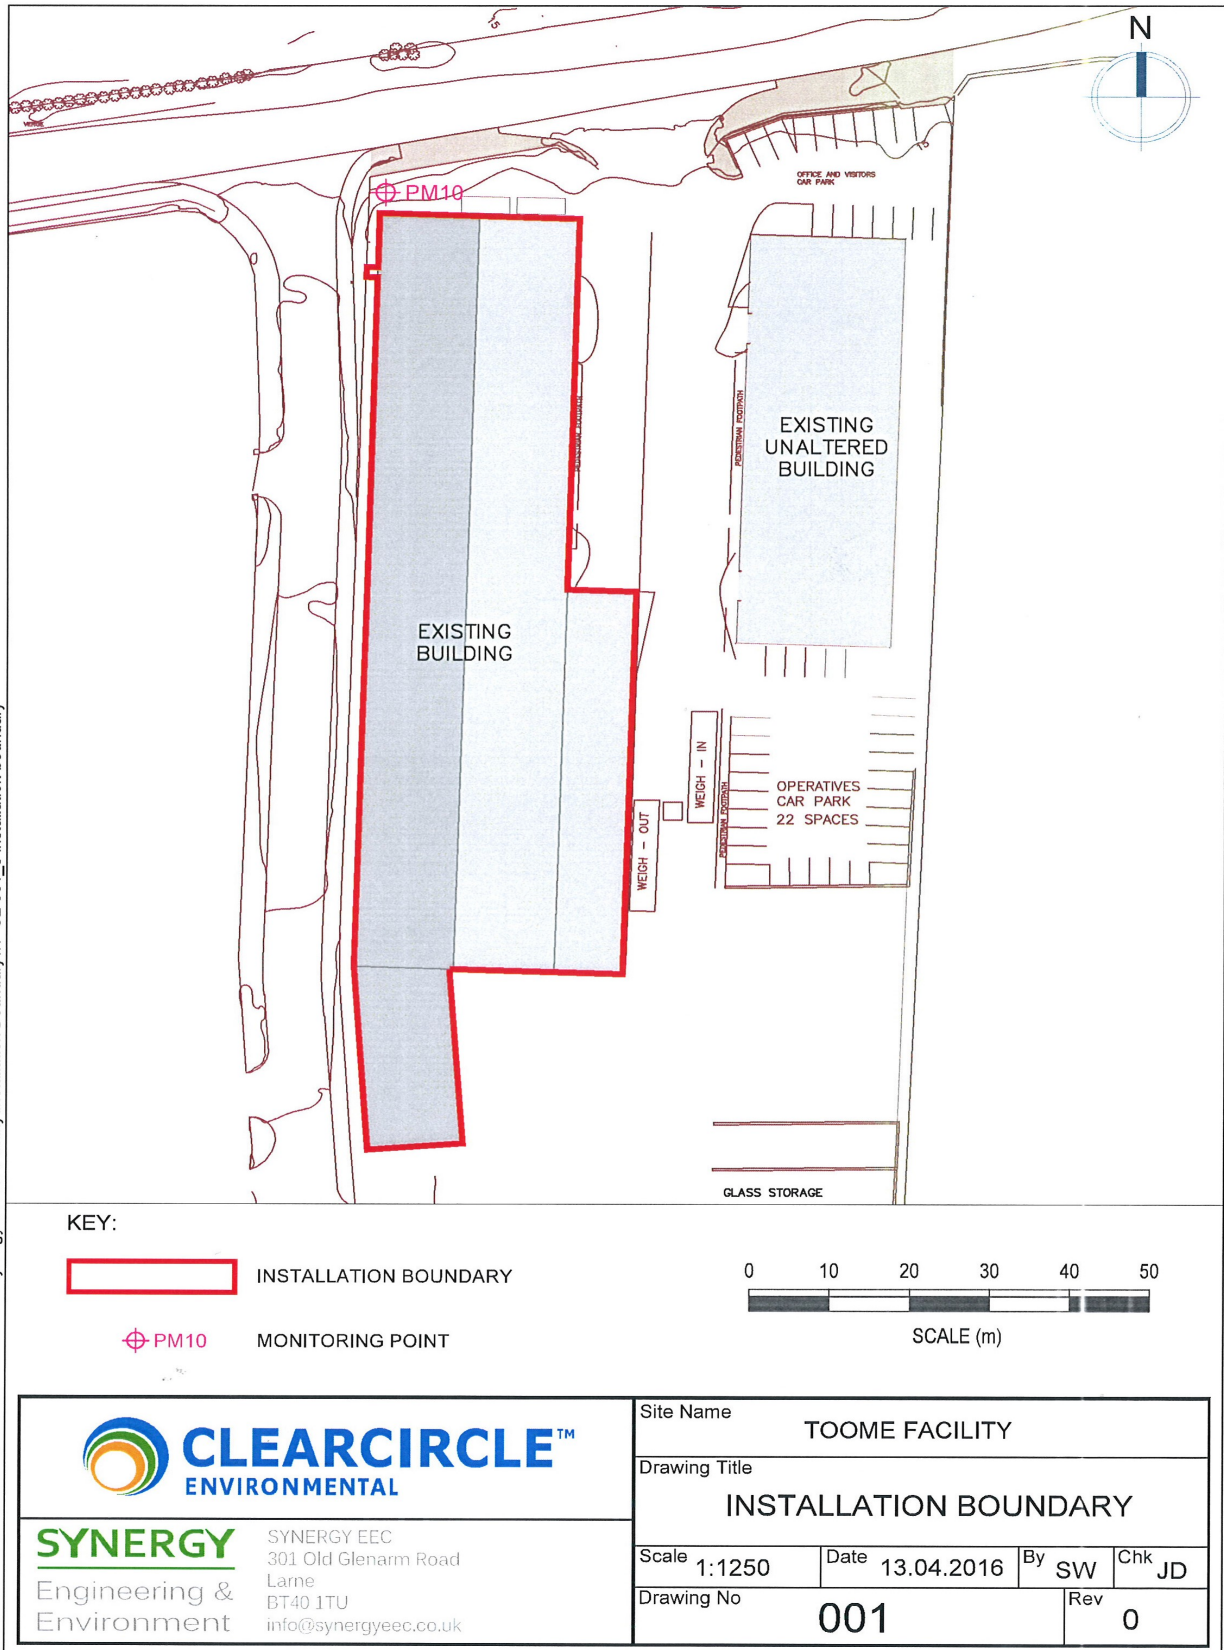 15
N
VERGE
OFFICE AND VISITORS
CAR PARK
PM10
PEDESTRIAN FOOTPATH
PEDESTRIAN FOOTPATH
EXISTING
UNALTERED
BUILDING
EXISTING
BUILDING
WEIGH - IN
WEIGH - OUT
PEDESTRIAN FOOTPATH
OPERATIVES
CAR PARK
22 SPACES
GLASS STORAGE
KEY:
INSTALLATION BOUNDARY
PM10 MONITORING POINT
0 10 20 30 40 50
SCALE (m)
CLEARCIRCLE™
ENVIRONMENTAL
SYNERGY
Engineering &
Environment
SYNERGY EEC
301 Old Glenarm Road
Larne
BT40 1TU
info@synergyeec.co.uk
Site Name
TOOME FACILITY
Drawing Title
INSTALLATION BOUNDARY
Scale 1:1250 Date 13.04.2016 By SW Chk JD
Drawing No Rev
001 0